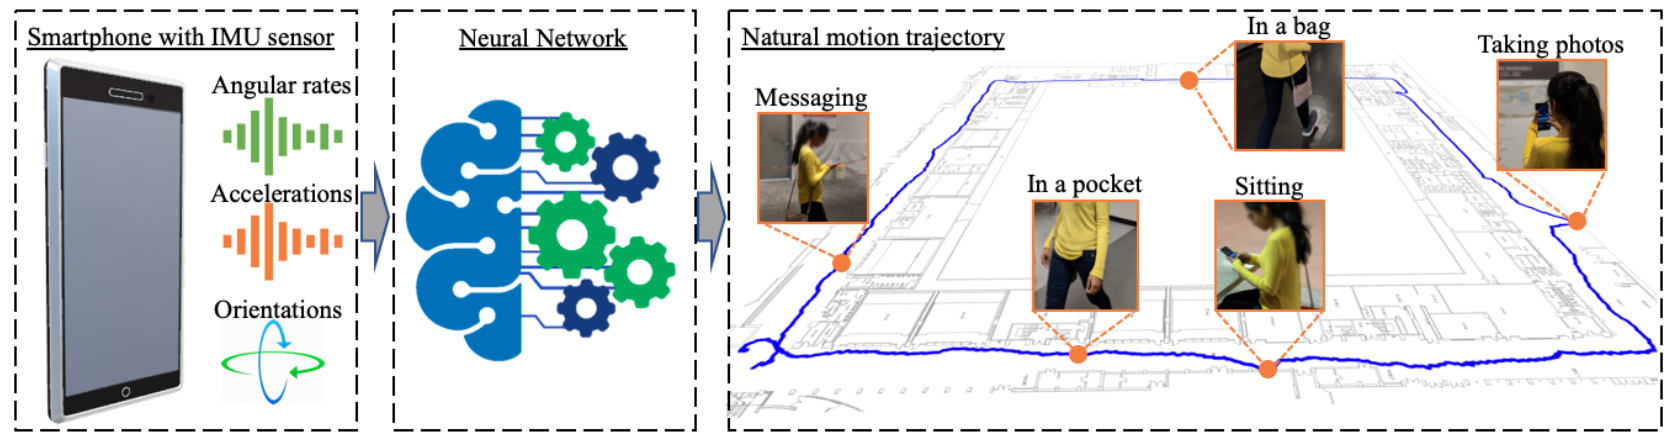 Smartphone with IMU sensor
Angular rates
Accelerations
Orientations
Neural Network
Natural motion trajectory
Messaging
In a bag
Taking photos
In a pocket
Sitting